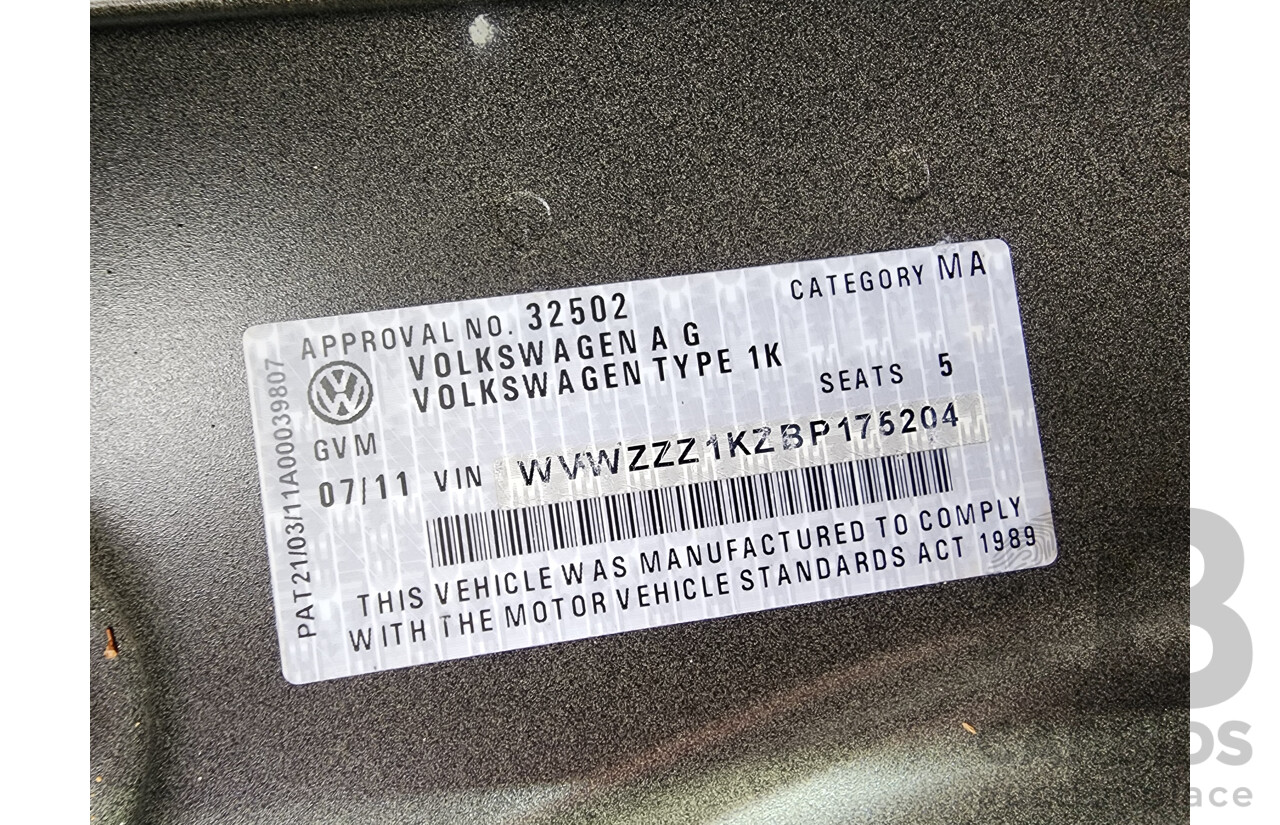 APPROVAL NO. 32502
CATEGORY MA
VOLKSWAGEN A G
VOLKSWAGEN TYPE 1K
SEATS 5
GVM
07/11 VIN WVWZZZ1KZBP175204
THIS VEHICLE WAS MANUFACTURED TO COMPLY
WITH THE MOTOR VEHICLE STANDARDS ACT 1989
PAT21/03/11A00039807